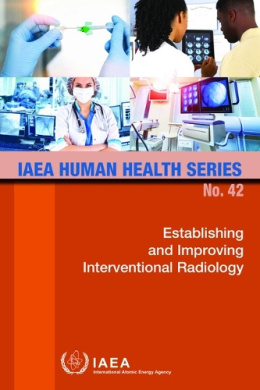 IAEA HUMAN HEALTH SERIES
No. 42
Establishing
and Improving
Interventional Radiology
IAEA
International Atomic Energy Agency